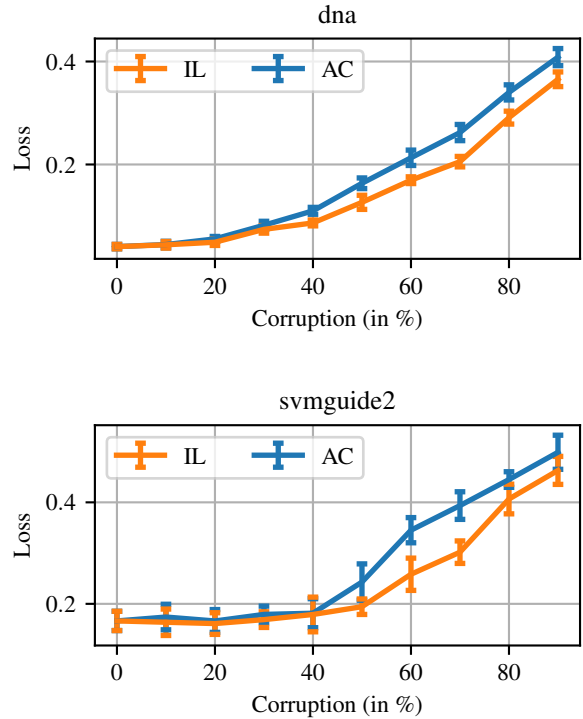 dna
IL AC
0.4
0.2
Loss
0 20 40 60 80
Corruption (in %)
svmguide2
IL AC
0.4
0.2
Loss
0 20 40 60 80
Corruption (in %)